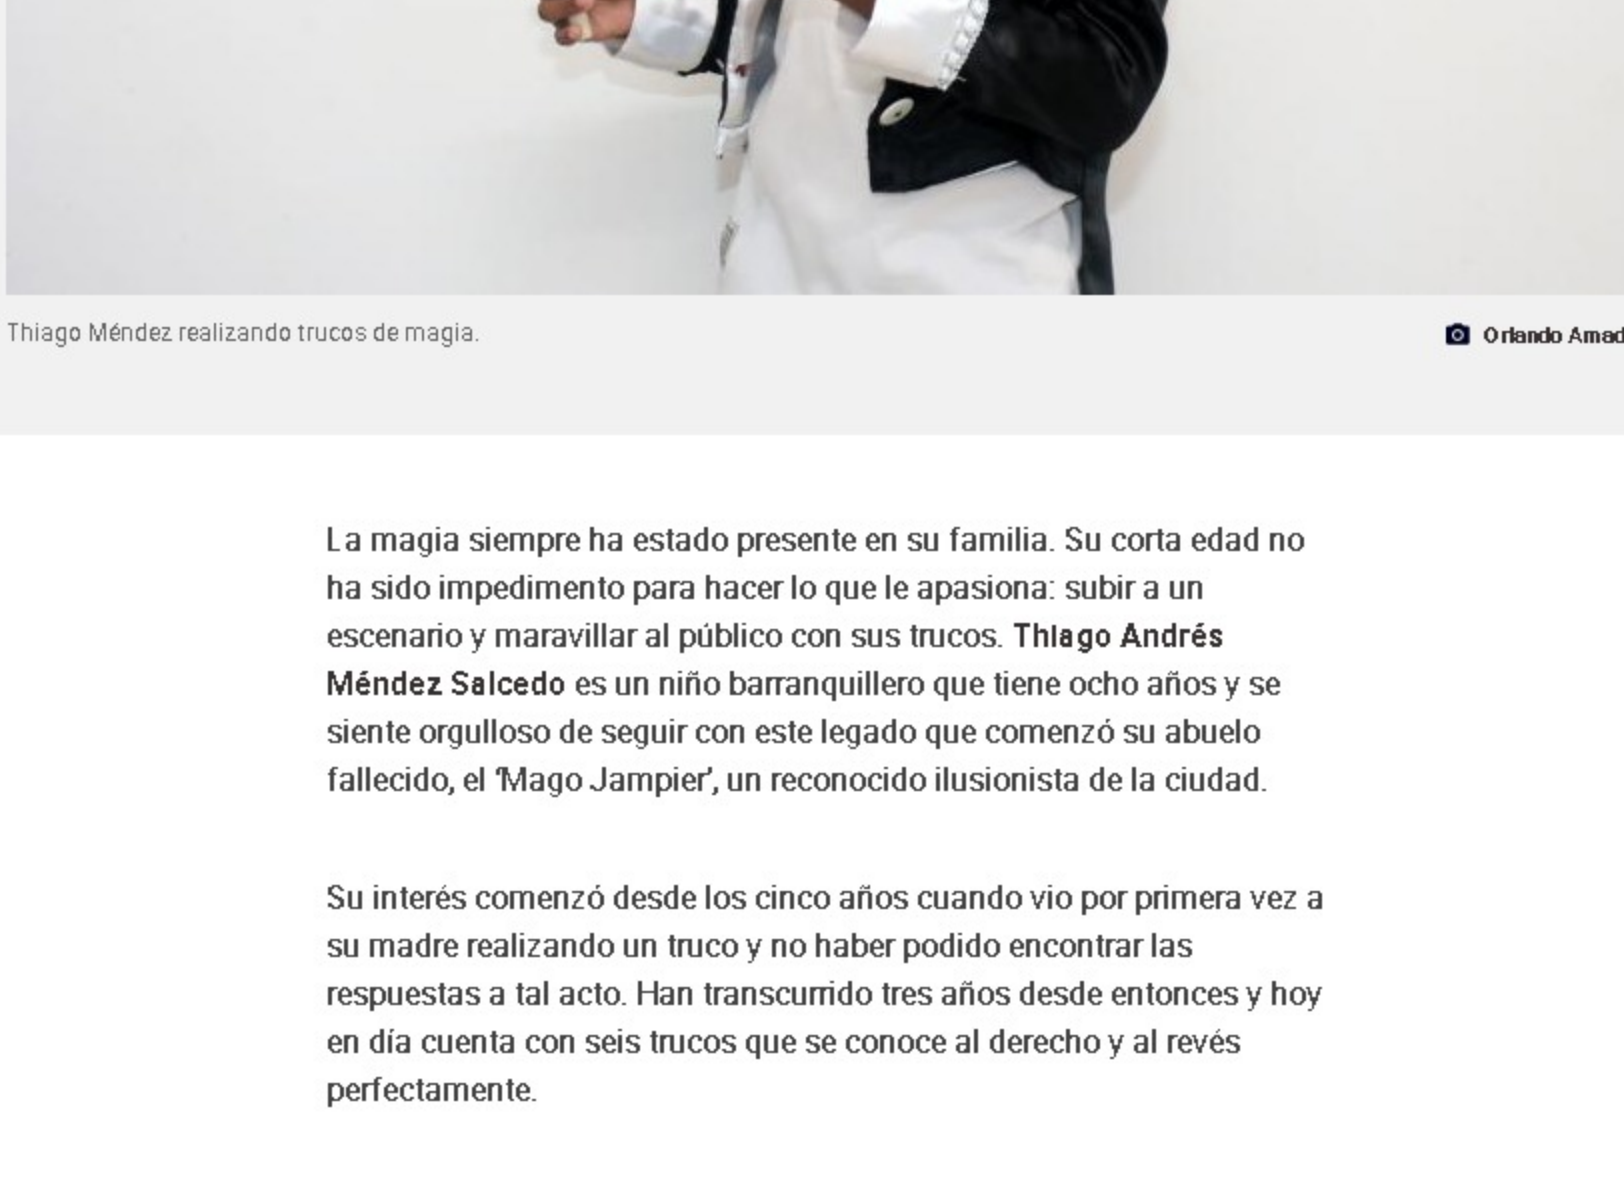 Thiago Méndez realizando trucos de magia.
Orlando Amad
La magia siempre ha estado presente en su familia. Su corta edad no
ha sido impedimento para hacer lo que le apasiona: subir a un
escenario y maravillar al público con sus trucos. Thiago Andrés
Méndez Salcedo es un niño barranquillero que tiene ocho años y se
siente orgulloso de seguir con este legado que comenzó su abuelo
fallecido, el ‘Mago Jampier’, un reconocido ilusionista de la ciudad.
Su interés comenzó desde los cinco años cuando vio por primera vez a
su madre realizando un truco y no haber podido encontrar las
respuestas a tal acto. Han transcurrido tres años desde entonces y hoy
en día cuenta con seis trucos que se conoce al derecho y al revés
perfectamente.